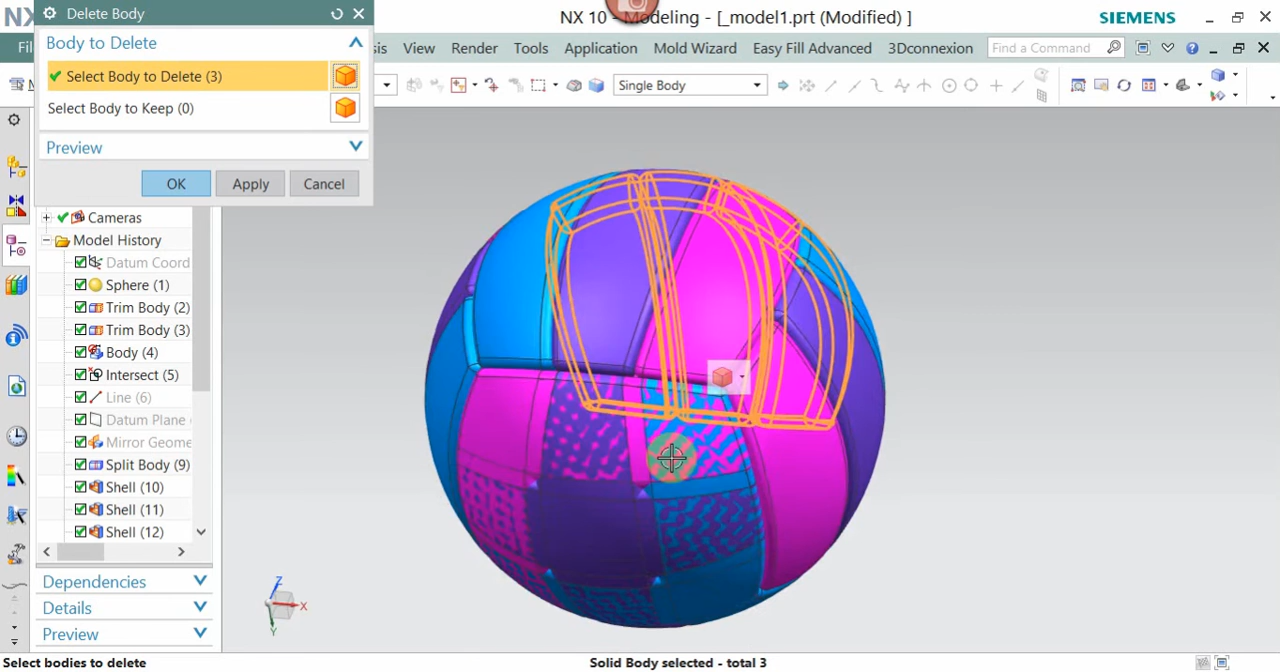 NX
Delete Body
NX 10 - Modeling - [_model1.prt (Modified) ]
SIEMENS
Fil
sis View Render Tools Application Mold Wizard Easy Fill Advanced 3Dconnexion
Find a Command
Body to Delete
Select Body to Delete (3)
Select Body to Keep (0)
Preview
OK Apply Cancel
M
Single Body
Cameras
Model History
Datum Coord
Sphere (1)
Trim Body (2)
Trim Body (3)
Body (4)
Intersect (5)
Line (6)
Datum Plane
Mirror Geome
Split Body (9)
Shell (10)
Shell (11)
Shell (12)
Dependencies
Details
Preview
Z
X
Y
Select bodies to delete
Solid Body selected - total 3